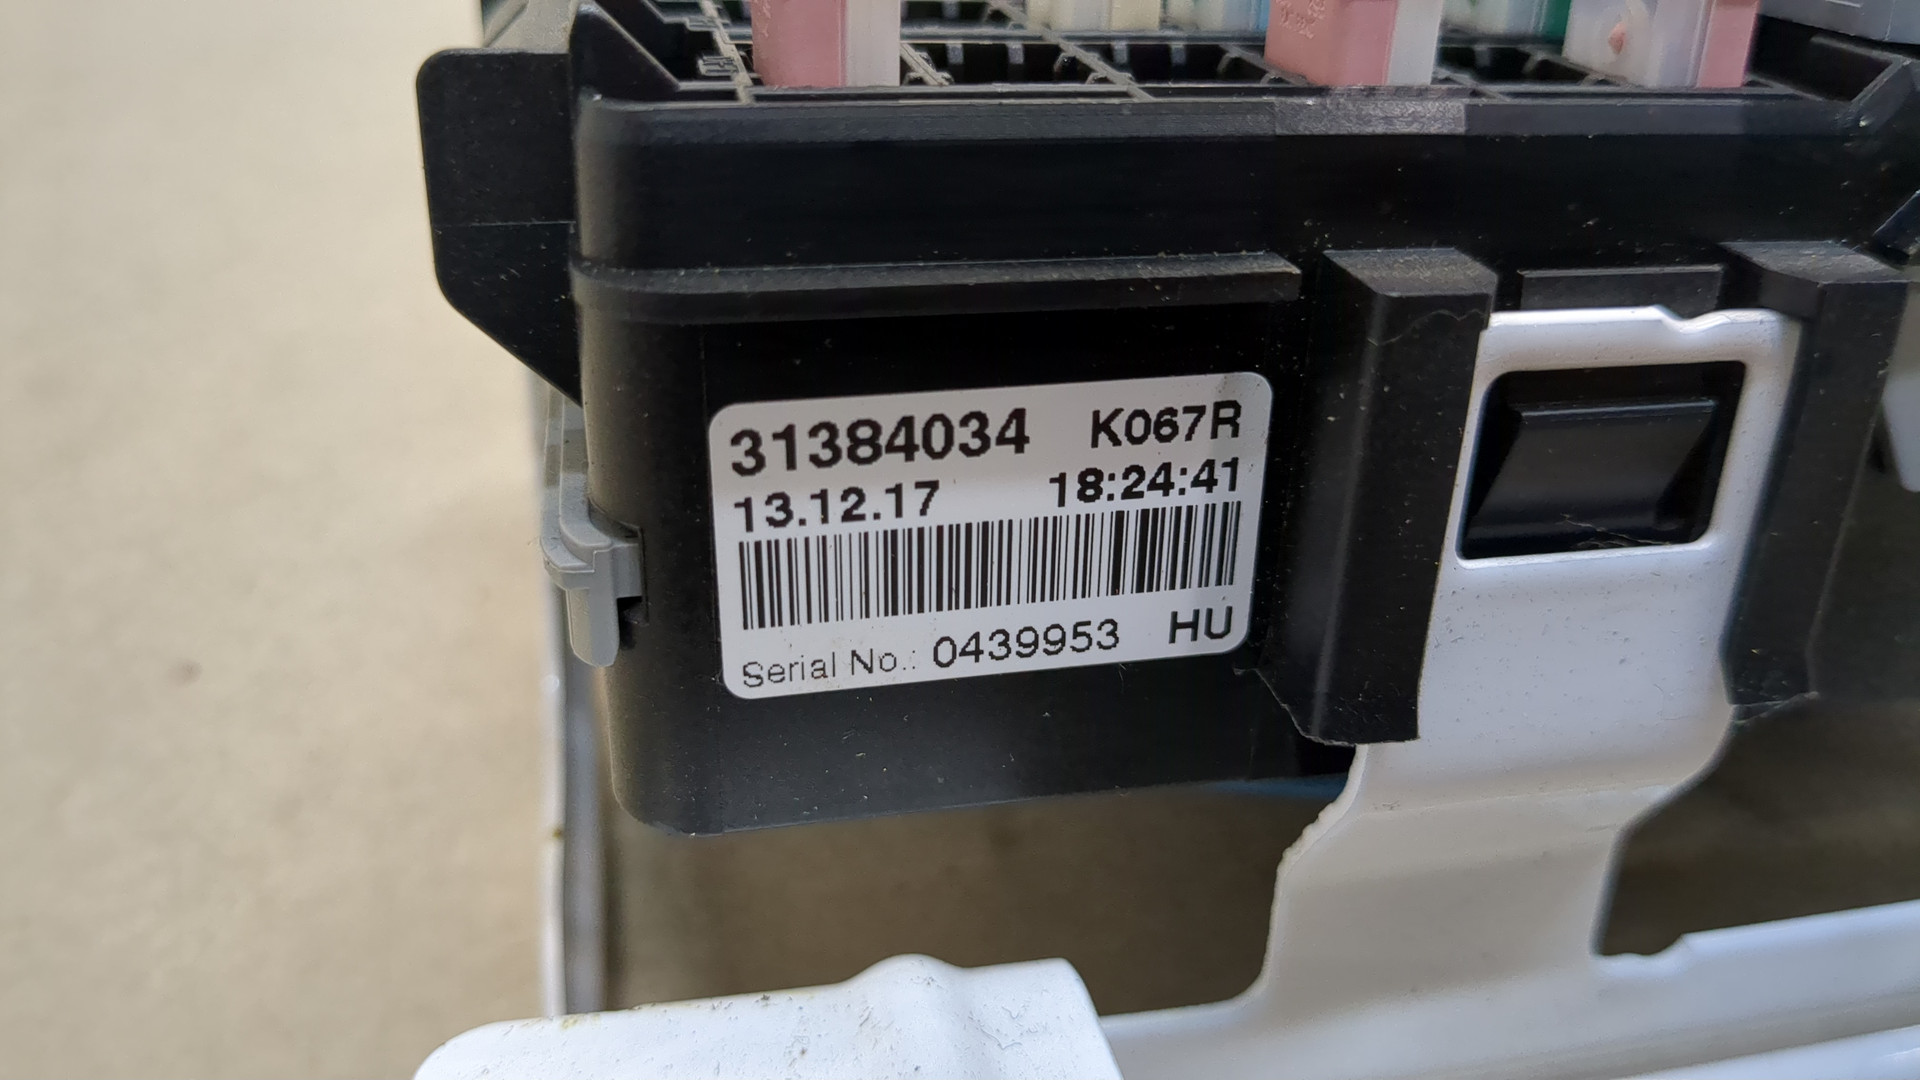 31384034 K067R
13.12.17 18:24:41
Serial No.: 0439953 HU